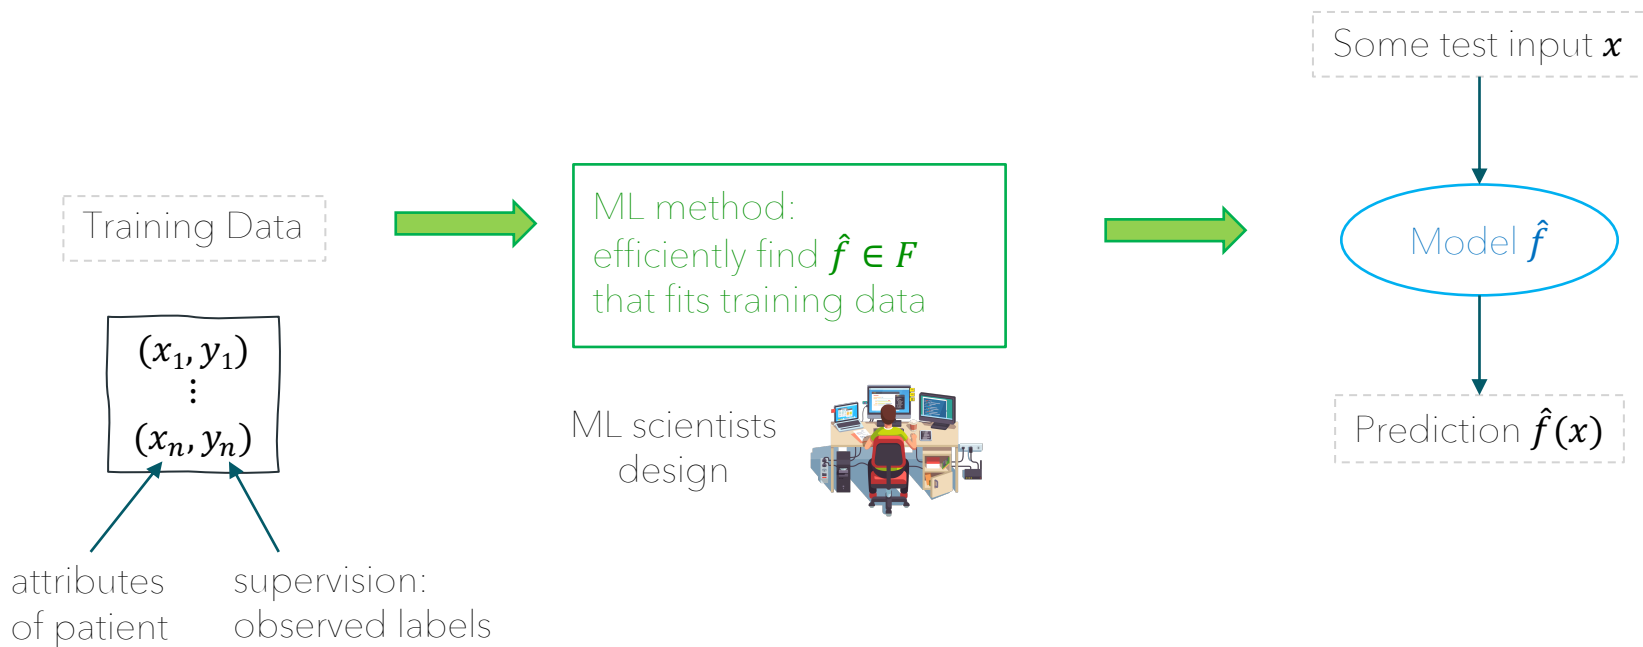 Training Data
(x₁, y₁)
⋮
(xₙ, yₙ)
attributes
of patient
supervision:
observed labels
ML method:
efficiently find f̂ ∈ F
that fits training data
ML scientists
design
Some test input x
Model f̂
Prediction f̂(x)